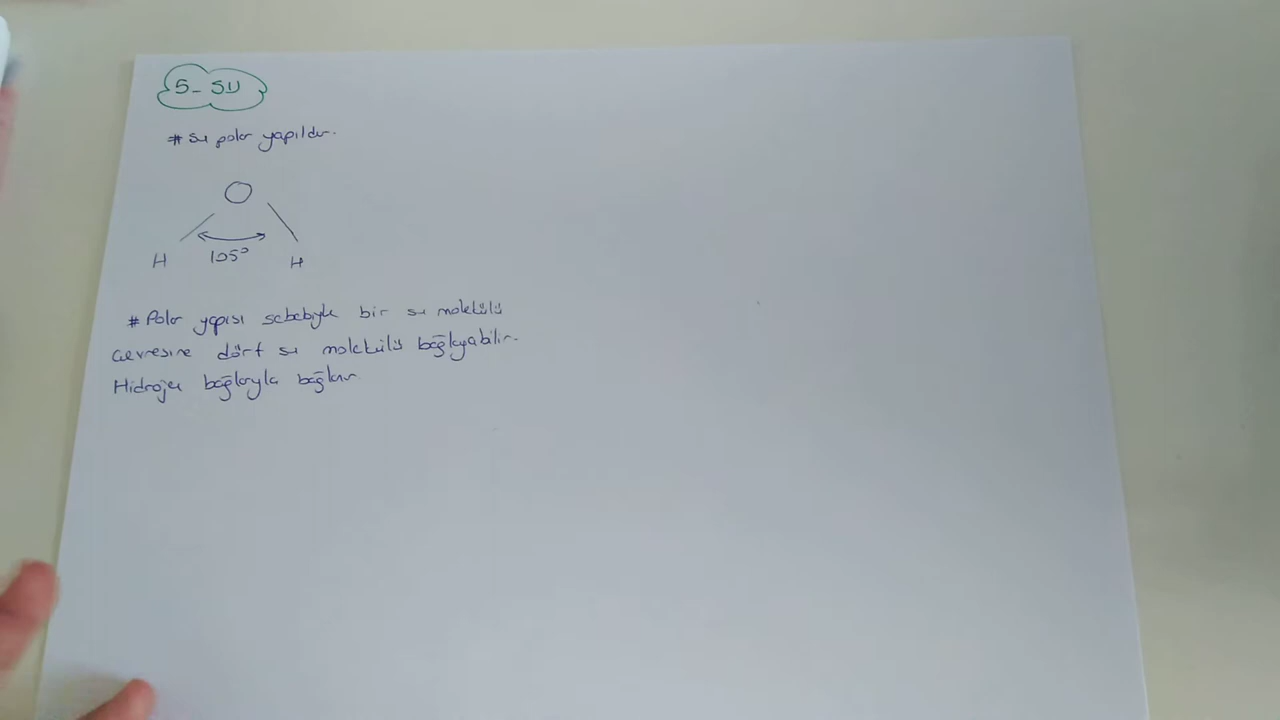 5- SU
# Su polar yapılıdır.
O
H 105° H
# Polar yapısı sebebiyle bir su molekülü
çevresine dört su molekülü bağlayabilir.
Hidrojen bağlarıyla bağlanır